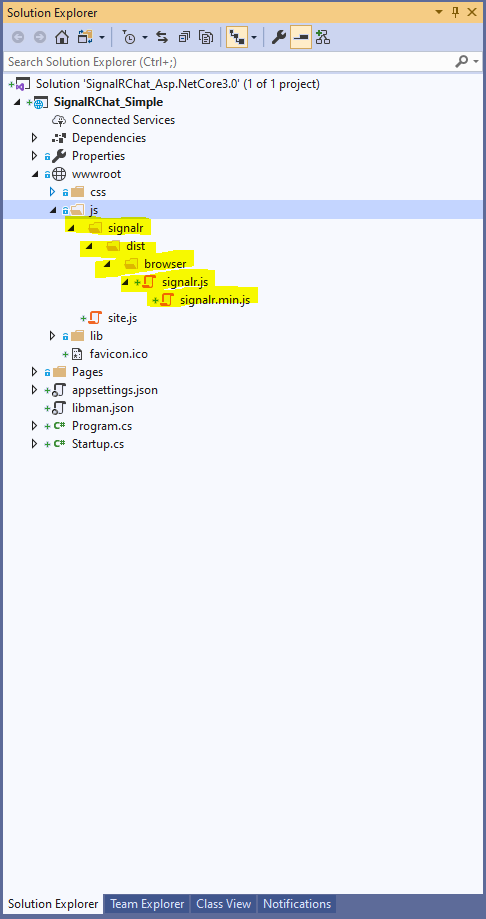 Solution Explorer
Search Solution Explorer (Ctrl+;)
Solution 'SignalRChat_Asp.NetCore3.0' (1 of 1 project)
SignalRChat_Simple
Connected Services
Dependencies
Properties
wwwroot
css
js
signalr
dist
browser
signalr.js
signalr.min.js
site.js
lib
favicon.ico
Pages
appsettings.json
libman.json
C# Program.cs
C# Startup.cs
Solution Explorer Team Explorer Class View Notifications